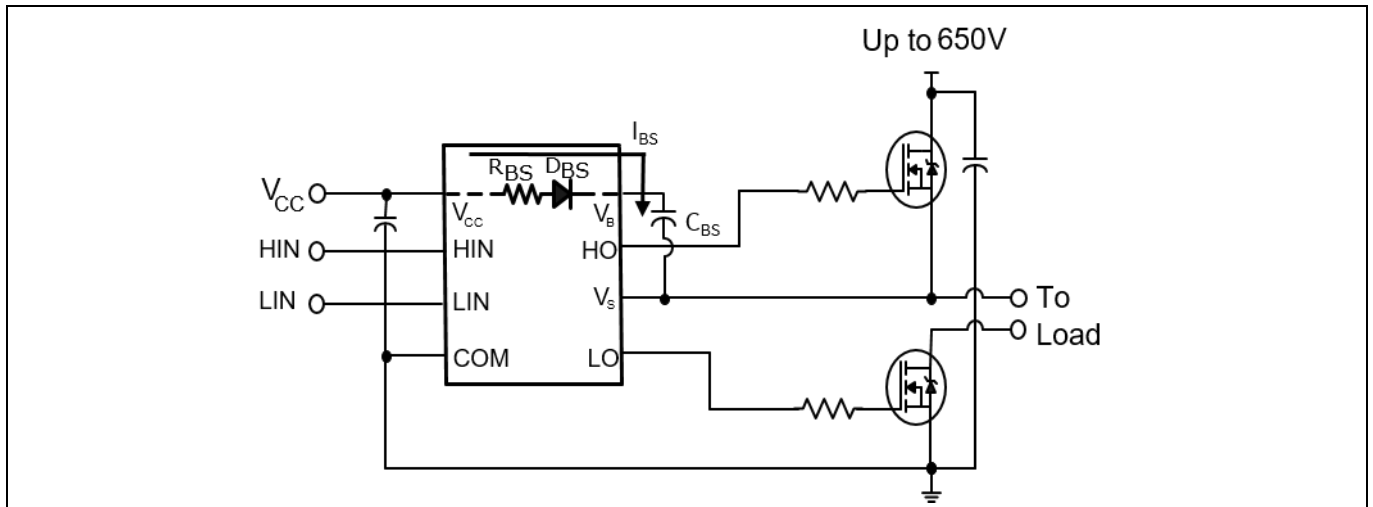 Up to 650V
I_BS
R_BS D_BS
V_CC
V_CC
V_B
C_BS
HIN
HIN
HO
LIN
LIN
V_S
To
Load
COM
LO